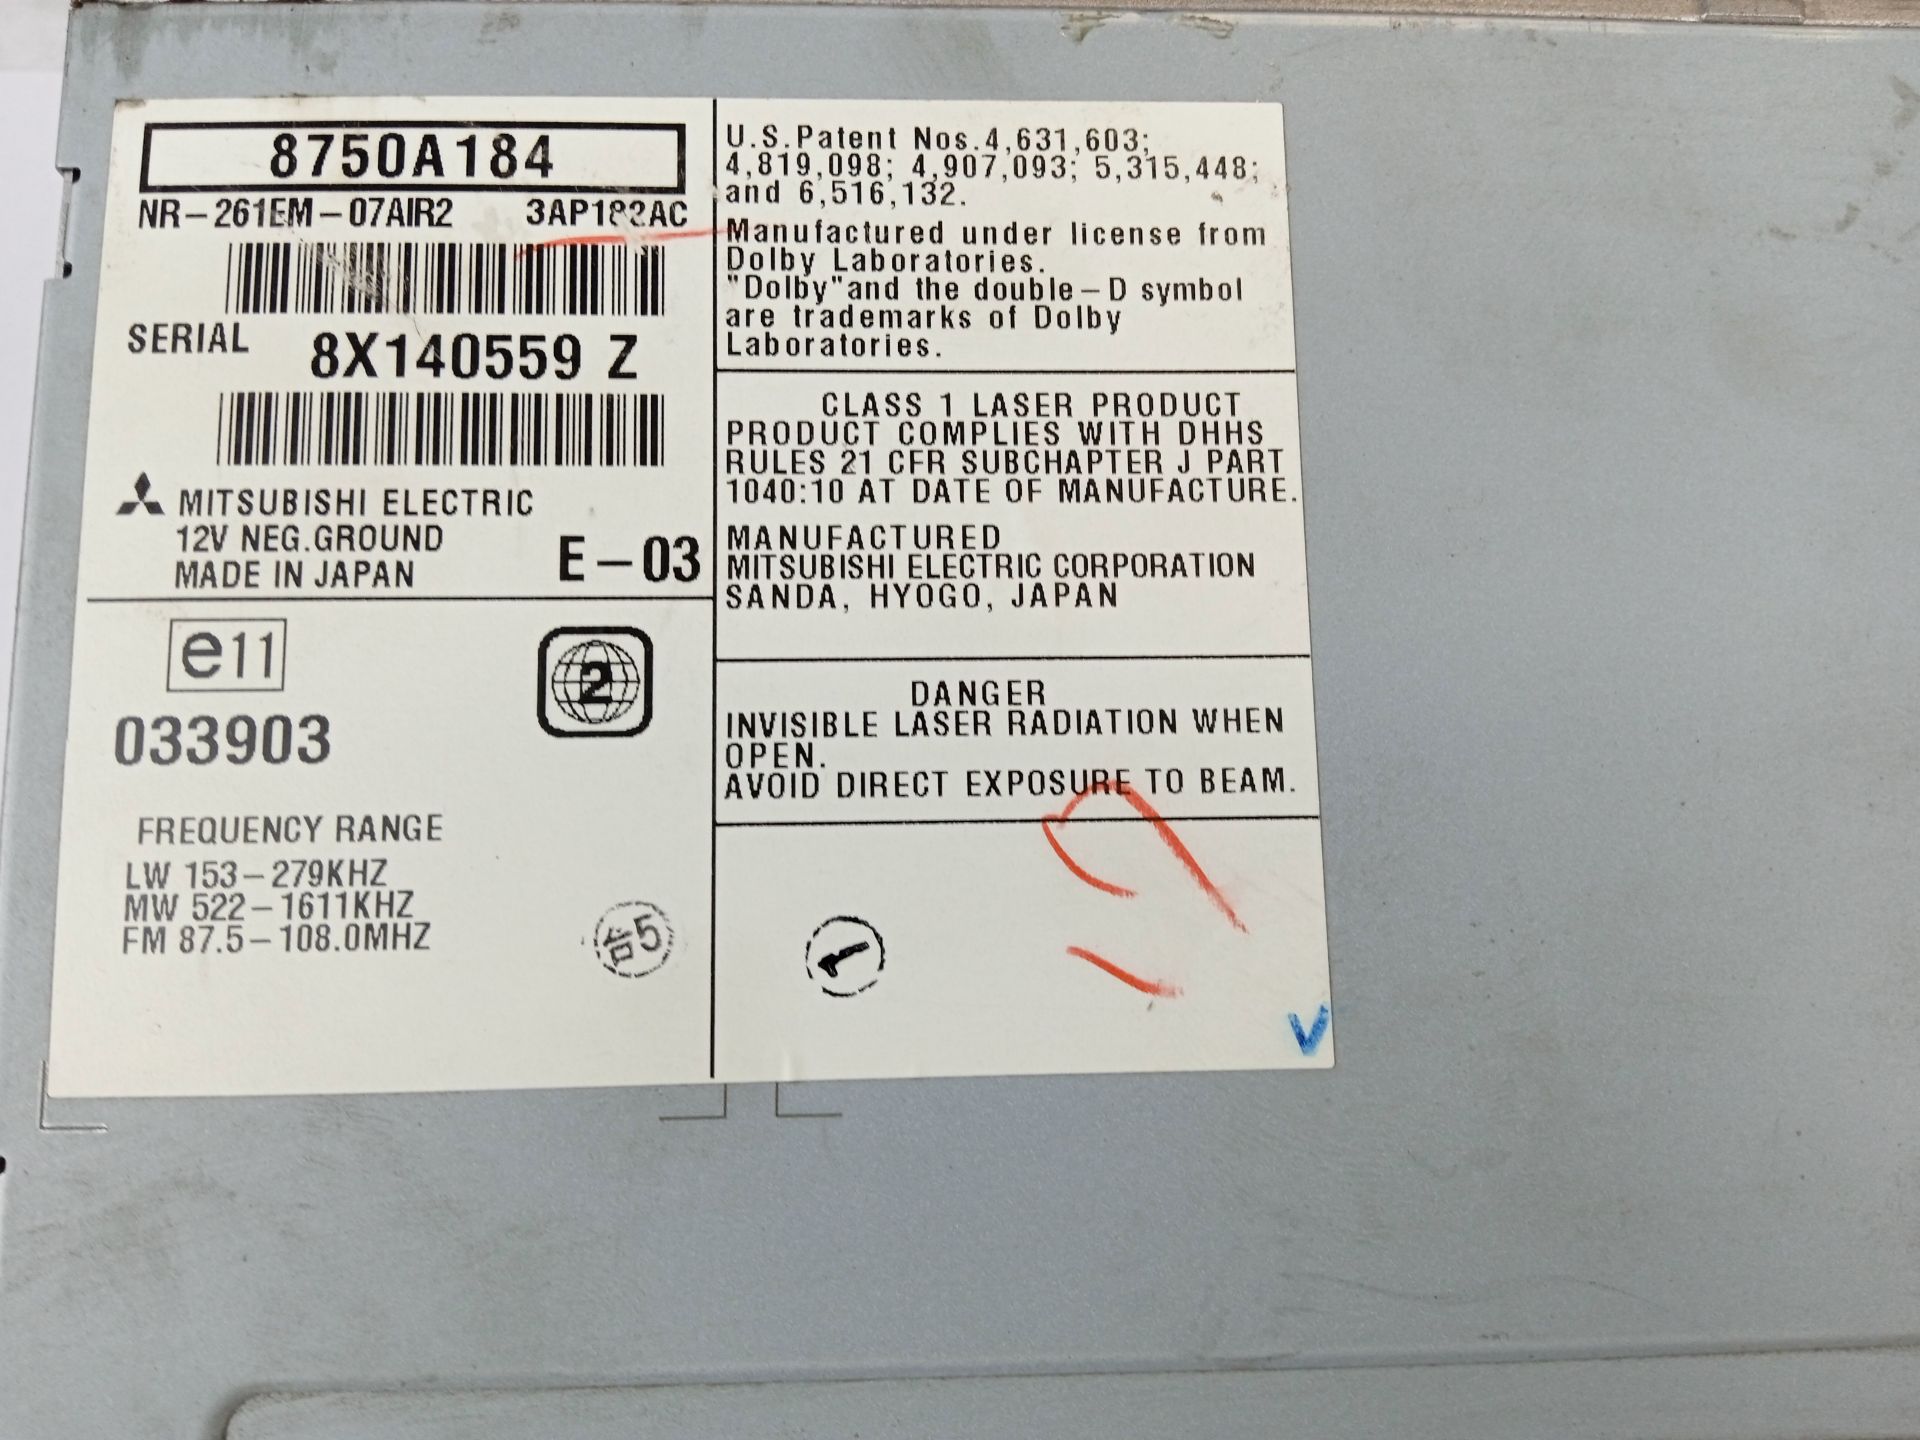 8750A184
NR-261EM-07AIR2 3AP182AC
SERIAL 8X140559 Z
MITSUBISHI ELECTRIC
12V NEG.GROUND
MADE IN JAPAN E-03
e11
2
033903
FREQUENCY RANGE
LW 153-279KHZ
MW 522-1611KHZ
FM 87.5-108.0MHZ
5
U.S.Patent Nos.4,631,603;
4,819,098; 4,907,093; 5,315,448;
and 6,516,132.
Manufactured under license from
Dolby Laboratories.
"Dolby"and the double-D symbol
are trademarks of Dolby
Laboratories.
CLASS 1 LASER PRODUCT
PRODUCT COMPLIES WITH DHHS
RULES 21 CFR SUBCHAPTER J PART
1040:10 AT DATE OF MANUFACTURE.
MANUFACTURED
MITSUBISHI ELECTRIC CORPORATION
SANDA, HYOGO, JAPAN
DANGER
INVISIBLE LASER RADIATION WHEN
OPEN.
AVOID DIRECT EXPOSURE TO BEAM.